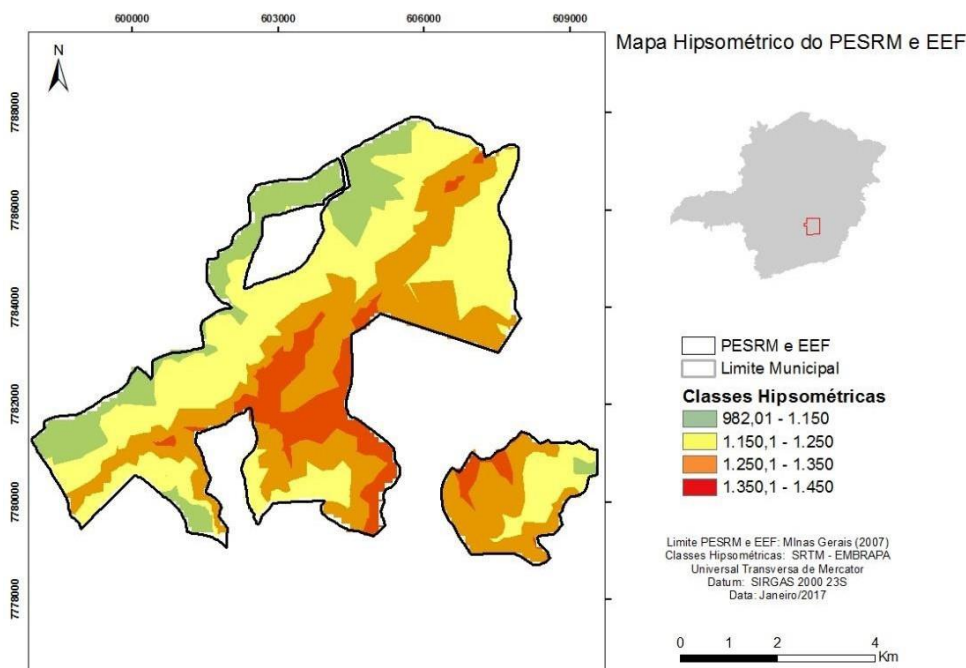 600000 603000 606000 609000
Mapa Hipsométrico do PESRM e EEF
N
7788000
7786000
7784000
7782000
7780000
7778000
PESRM e EEF
Limite Municipal
Classes Hipsométricas
982,01 - 1.150
1.150,1 - 1.250
1.250,1 - 1.350
1.350,1 - 1.450
Limite PESRM e EEF: MInas Gerais (2007)
Classes Hipsométricas: SRTM - EMBRAPA
Universal Transversa de Mercator
Datum: SIRGAS 2000 23S
Data: Janeiro/2017
0 1 2 4
Km